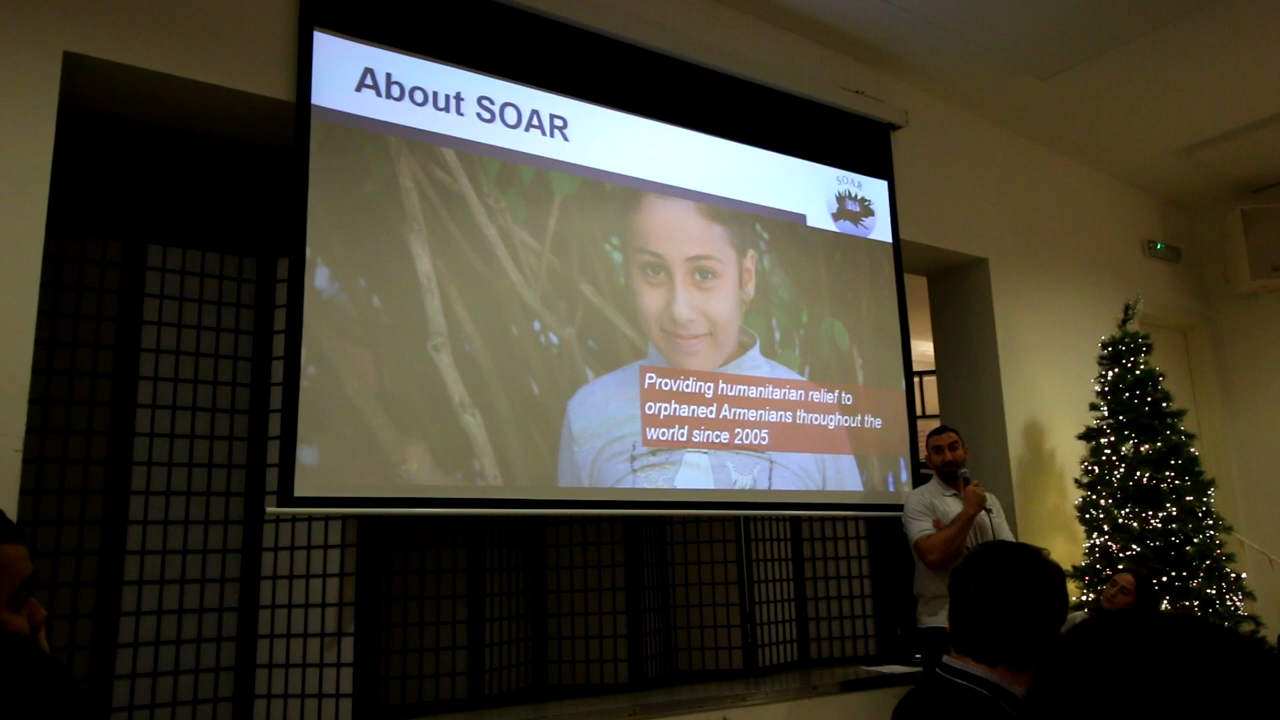 About SOAR
SOAR
Providing humanitarian relief to
orphaned Armenians throughout the
world since 2005